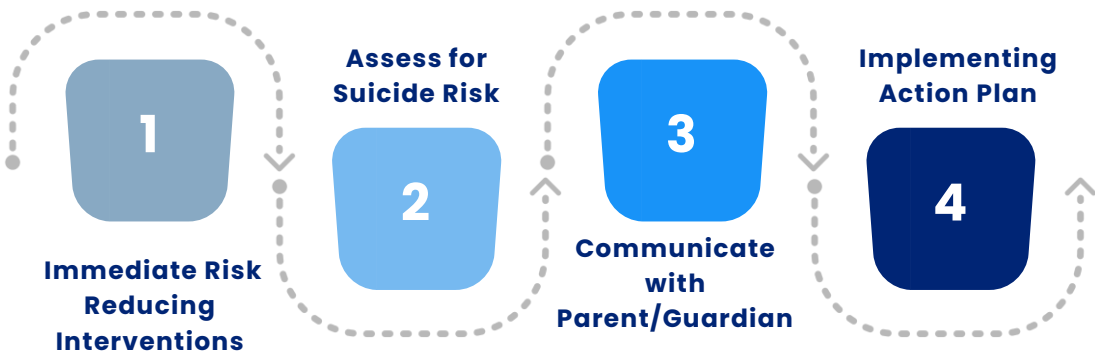 1
Immediate Risk
Reducing
Interventions
Assess for
Suicide Risk
2
3
Communicate
with
Parent/Guardian
Implementing
Action Plan
4